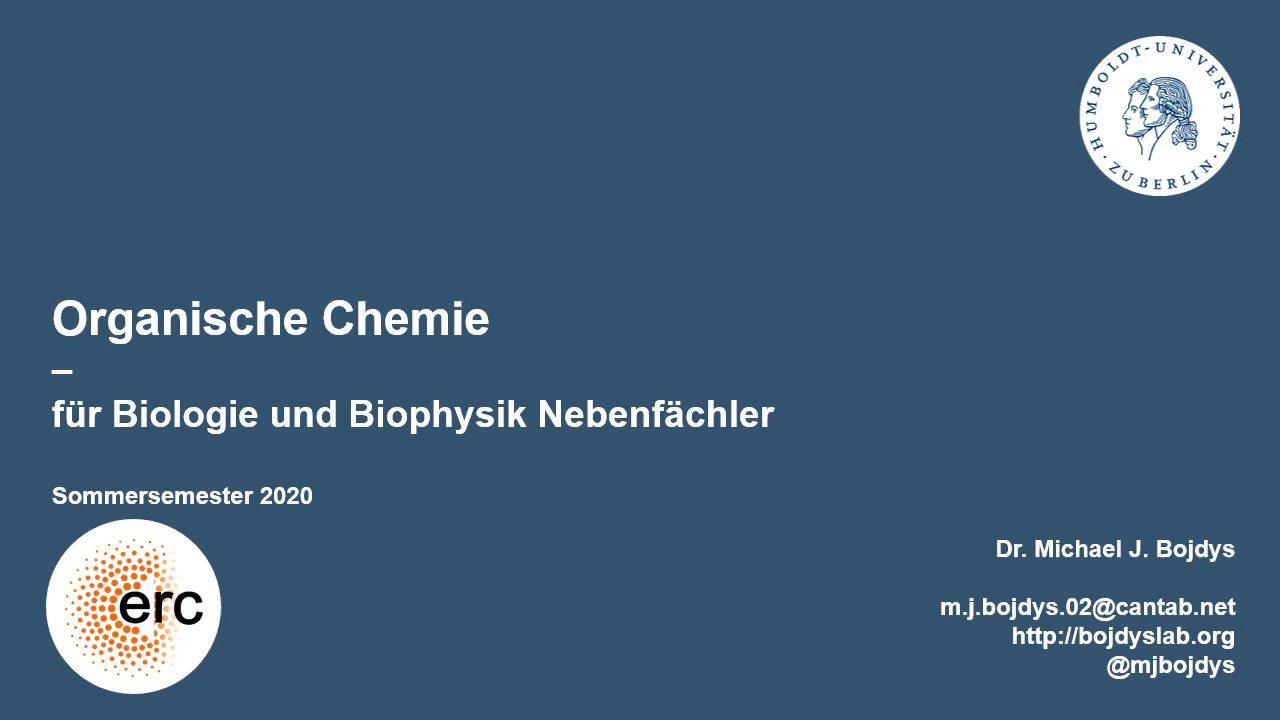 HUMBOLDT-UNIVERSITÄT · ZU BERLIN ·
Organische Chemie
–
für Biologie und Biophysik Nebenfächler
Sommersemester 2020
erc
Dr. Michael J. Bojdys
m.j.bojdys.02@cantab.net
http://bojdyslab.org
@mjbojdys